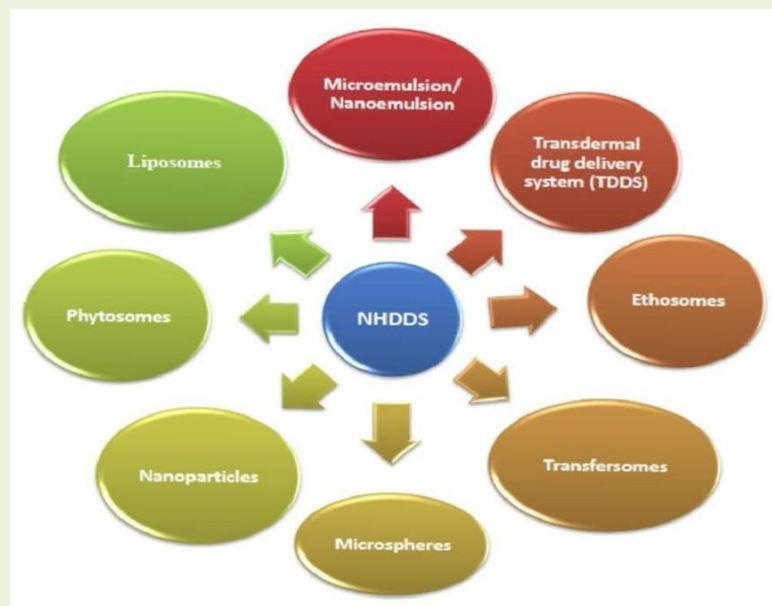 Microemulsion/
Nanoemulsion
Transdermal
drug delivery
system (TDDS)
Ethosomes
Transfersomes
Microspheres
Nanoparticles
Phytosomes
Liposomes
NHDDS